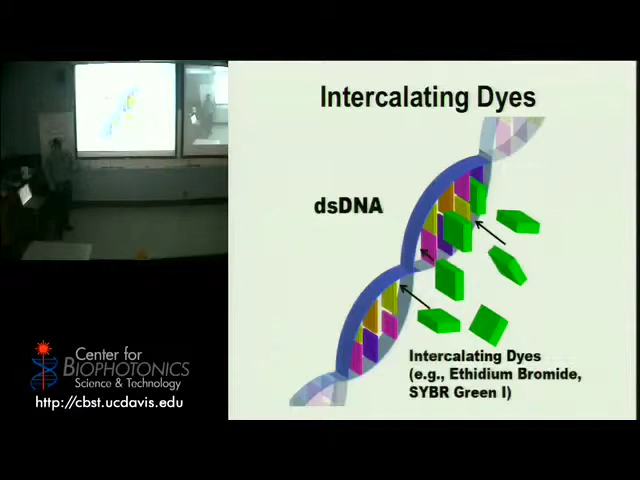 Intercalating Dyes
dsDNA
Intercalating Dyes
(e.g., Ethidium Bromide,
SYBR Green I)
Center for
BIOPHOTONICS
Science & Technology
http://cbst.ucdavis.edu